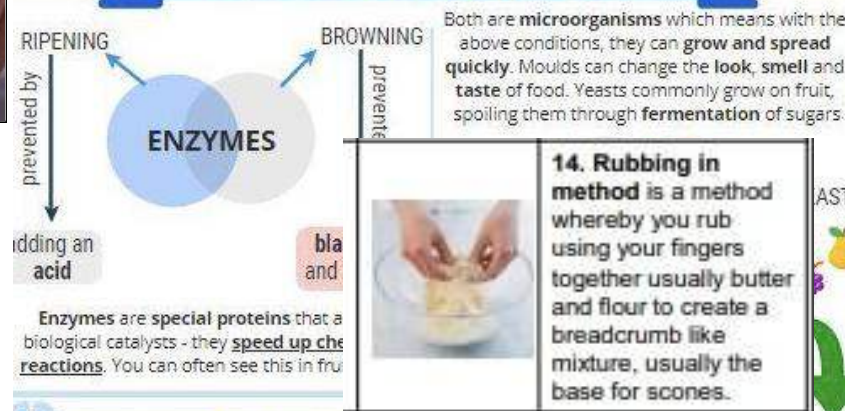 RIPENING
BROWNING
prevented by
ENZYMES
adding an
acid
and
Enzymes are special proteins that a
biological catalysts - they speed up
reactions. You can often see this in
Both are microorganisms which means with the
above conditions, they can grow and spread
quickly. Moulds can change the look, smell and
taste of food. Yeasts commonly grow on fruit,
spoiling them through fermentation of sugars
14. Rubbing in
method is a method
whereby you rub
using your fingers
together usually butter
and flour to create a
breadcrumb like
mixture, usually the
base for scones.